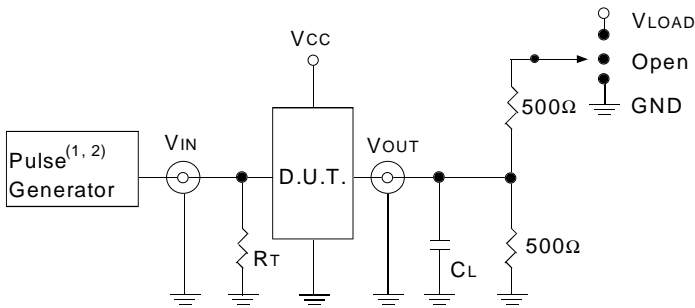 VLOAD
VCC
Open
500Ω
GND
Pulse(1, 2)
Generator
VIN
D.U.T.
VOUT
RT
CL
500Ω